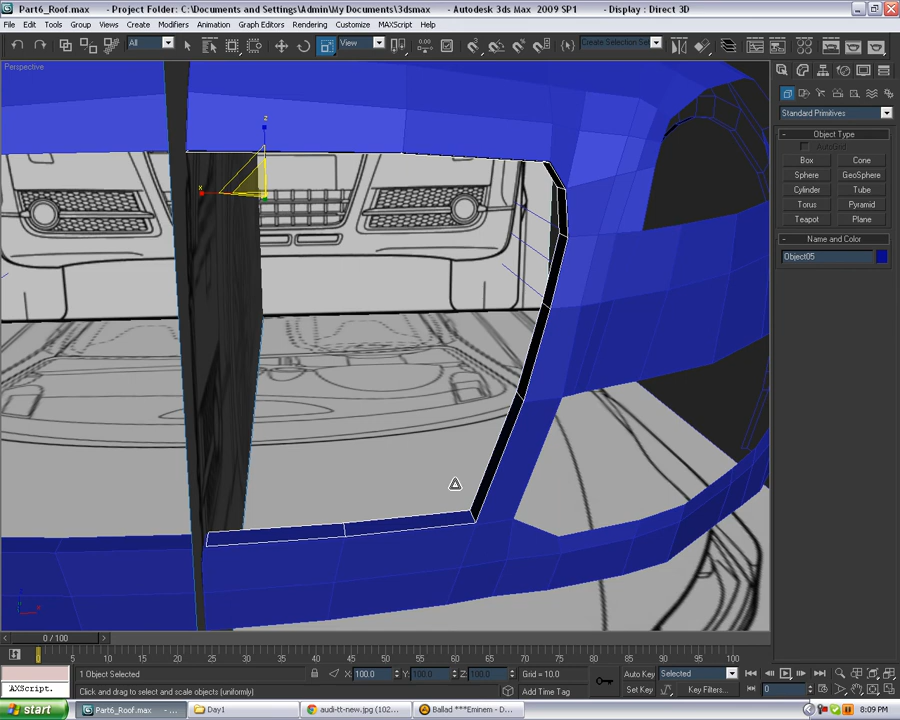 Part6_Roof.max - Project Folder: C:\Documents and Settings\Admin\My Documents\3dsmax - Autodesk 3ds Max 2009 SP1 - Display : Direct 3D
File Edit Tools Group Views Create Modifiers Animation Graph Editors Rendering Customize MAXScript Help
All View Create Selection Set
Perspective
Standard Primitives
- Object Type
AutoGrid
Box Cone
Sphere GeoSphere
Cylinder Tube
Torus Pyramid
Teapot Plane
- Name and Color
Object05
z
x
0 / 100
0 5 10 15 20 25 30 35 40 45 50 55 60 65 70 75 80 85 90 95 100
1 Object Selected X: 100.0 Y: 100.0 Z: 100.0 Grid = 10.0 Auto Key Selected
'AXScript. Click and drag to select and scale objects (uniformly) Add Time Tag Set Key Key Filters... 0
start Part6_Roof.max - ... Day1 audi-tt-new.jpg (102... Ballad ***Eminem - D... 8:09 PM